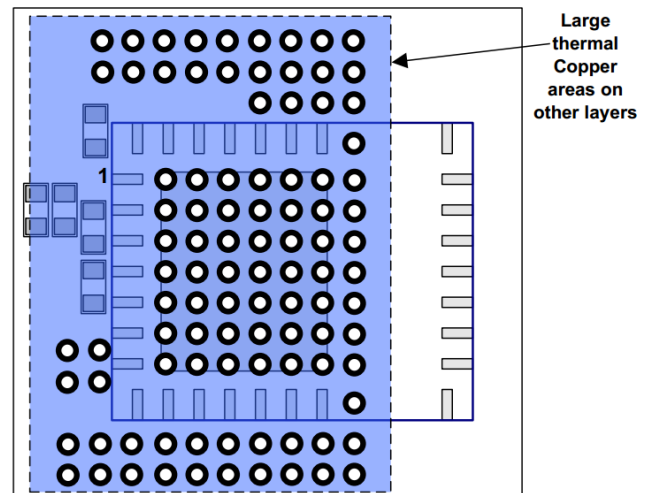 Large
thermal
Copper
areas on
other layers
1